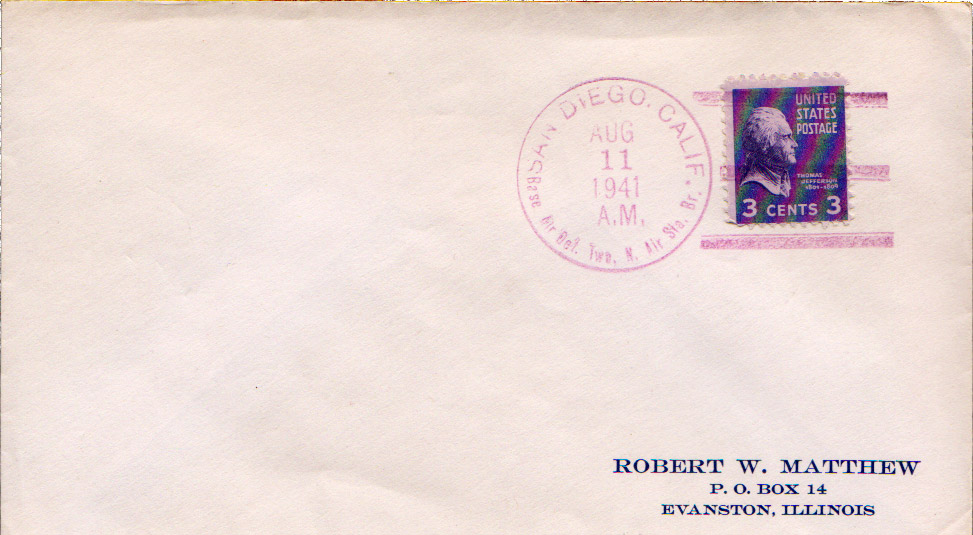 SAN DIEGO, CALIF.
AUG
11
1941
A.M.
Base Air Def. Two, N. Air Sta. Br.
UNITED
STATES
POSTAGE
THOMAS
JEFFERSON
1801-1809
3 CENTS 3
ROBERT W. MATTHEW
P. O. BOX 14
EVANSTON, ILLINOIS